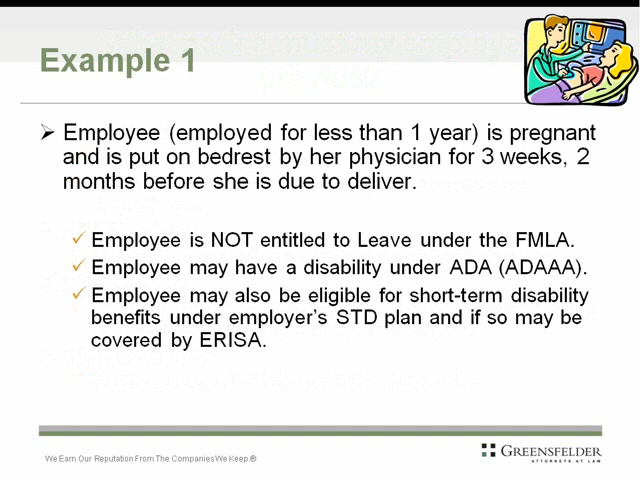 Example 1
Employee (employed for less than 1 year) is pregnant
and is put on bedrest by her physician for 3 weeks, 2
months before she is due to deliver.
Employee is NOT entitled to Leave under the FMLA.
Employee may have a disability under ADA (ADAAA).
Employee may also be eligible for short-term disability
benefits under employer's STD plan and if so may be
covered by ERISA.
We Earn Our Reputation From The Companies We Keep.®
GREENSFELDER
ATTORNEYS AT LAW